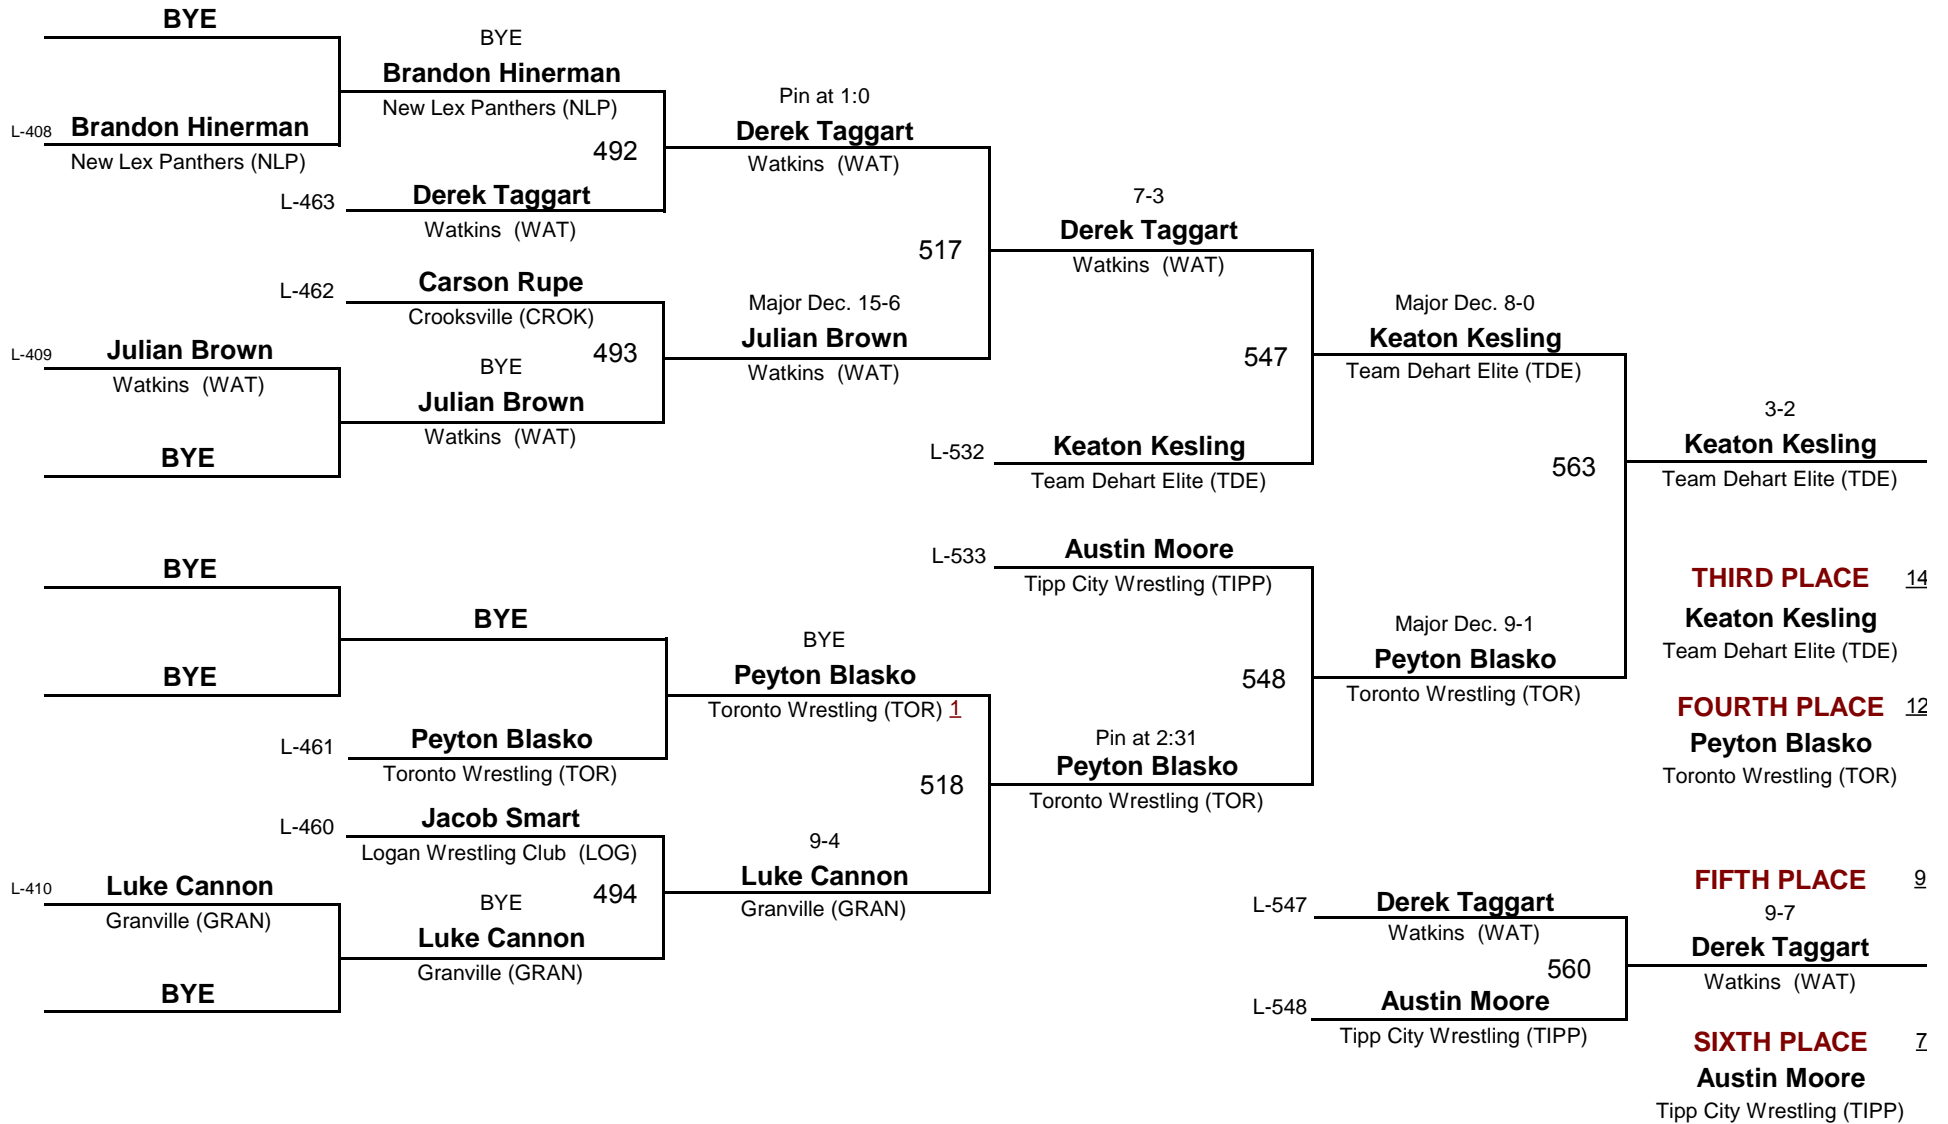 BYE
L-408 Brandon Hinerman
New Lex Panthers (NLP)
BYE
Brandon Hinerman
New Lex Panthers (NLP)
492
L-463 Derek Taggart
Watkins (WAT)
L-462 Carson Rupe
Crooksville (CROK)
L-409 Julian Brown
Watkins (WAT)
BYE
493
Julian Brown
Watkins (WAT)
BYE
Pin at 1:0
Derek Taggart
Watkins (WAT)
517
Major Dec. 15-6
Julian Brown
Watkins (WAT)
7-3
Derek Taggart
Watkins (WAT)
547
L-532 Keaton Kesling
Team Dehart Elite (TDE)
Major Dec. 8-0
Keaton Kesling
Team Dehart Elite (TDE)
563
3-2
Keaton Kesling
Team Dehart Elite (TDE)
BYE
BYE
BYE
L-461 Peyton Blasko
Toronto Wrestling (TOR)
L-460 Jacob Smart
Logan Wrestling Club (LOG)
L-410 Luke Cannon
Granville (GRAN)
BYE
494
Luke Cannon
Granville (GRAN)
BYE
BYE
Peyton Blasko
Toronto Wrestling (TOR) 1
518
9-4
Luke Cannon
Granville (GRAN)
L-533 Austin Moore
Tipp City Wrestling (TIPP)
548
Pin at 2:31
Peyton Blasko
Toronto Wrestling (TOR)
Major Dec. 9-1
Peyton Blasko
Toronto Wrestling (TOR)
THIRD PLACE 14
Keaton Kesling
Team Dehart Elite (TDE)
FOURTH PLACE 12
Peyton Blasko
Toronto Wrestling (TOR)
L-547 Derek Taggart
Watkins (WAT)
560
L-548 Austin Moore
Tipp City Wrestling (TIPP)
FIFTH PLACE 9
9-7
Derek Taggart
Watkins (WAT)
SIXTH PLACE 7
Austin Moore
Tipp City Wrestling (TIPP)